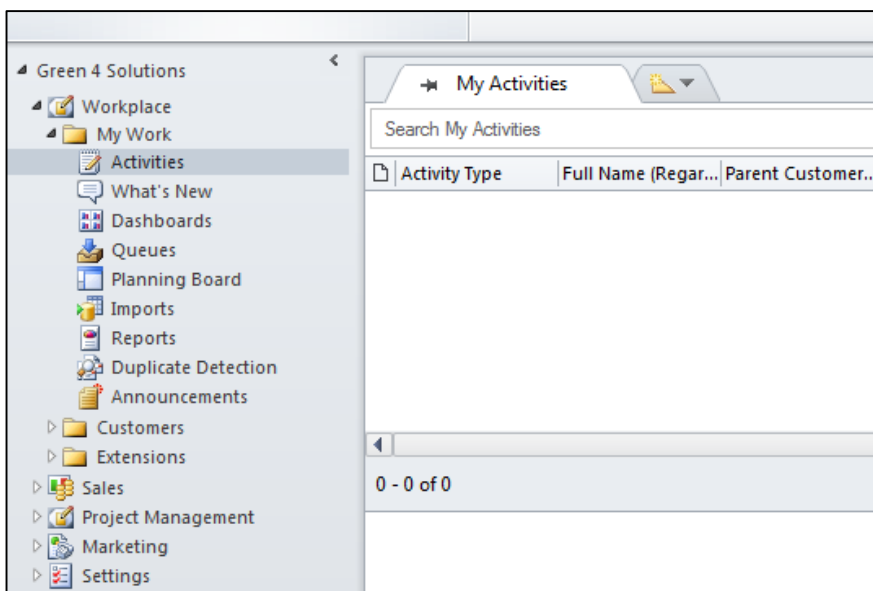 Green 4 Solutions
Workplace
My Work
Activities
What's New
Dashboards
Queues
Planning Board
Imports
Reports
Duplicate Detection
Announcements
Customers
Extensions
Sales
Project Management
Marketing
Settings
My Activities
Search My Activities
Activity Type Full Name (Regar... Parent Customer...
0 - 0 of 0